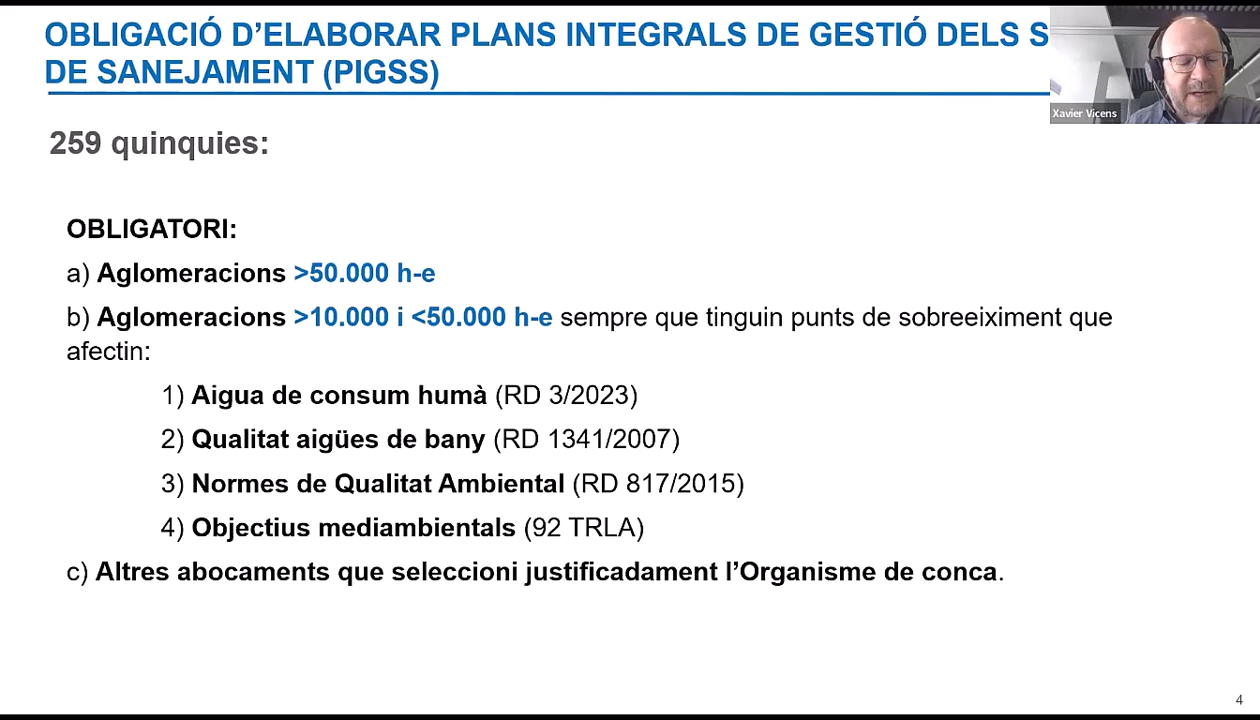 OBLIGACIÓ D’ELABORAR PLANS INTEGRALS DE GESTIÓ DELS S
DE SANEJAMENT (PIGSS)
Xavier Vicens
259 quinquies:
OBLIGATORI:
a) Aglomeracions >50.000 h-e
b) Aglomeracions >10.000 i <50.000 h-e sempre que tinguin punts de sobreeiximent que
afectin:
1) Aigua de consum humà (RD 3/2023)
2) Qualitat aigües de bany (RD 1341/2007)
3) Normes de Qualitat Ambiental (RD 817/2015)
4) Objectius mediambientals (92 TRLA)
c) Altres abocaments que seleccioni justificadament l’Organisme de conca.
4